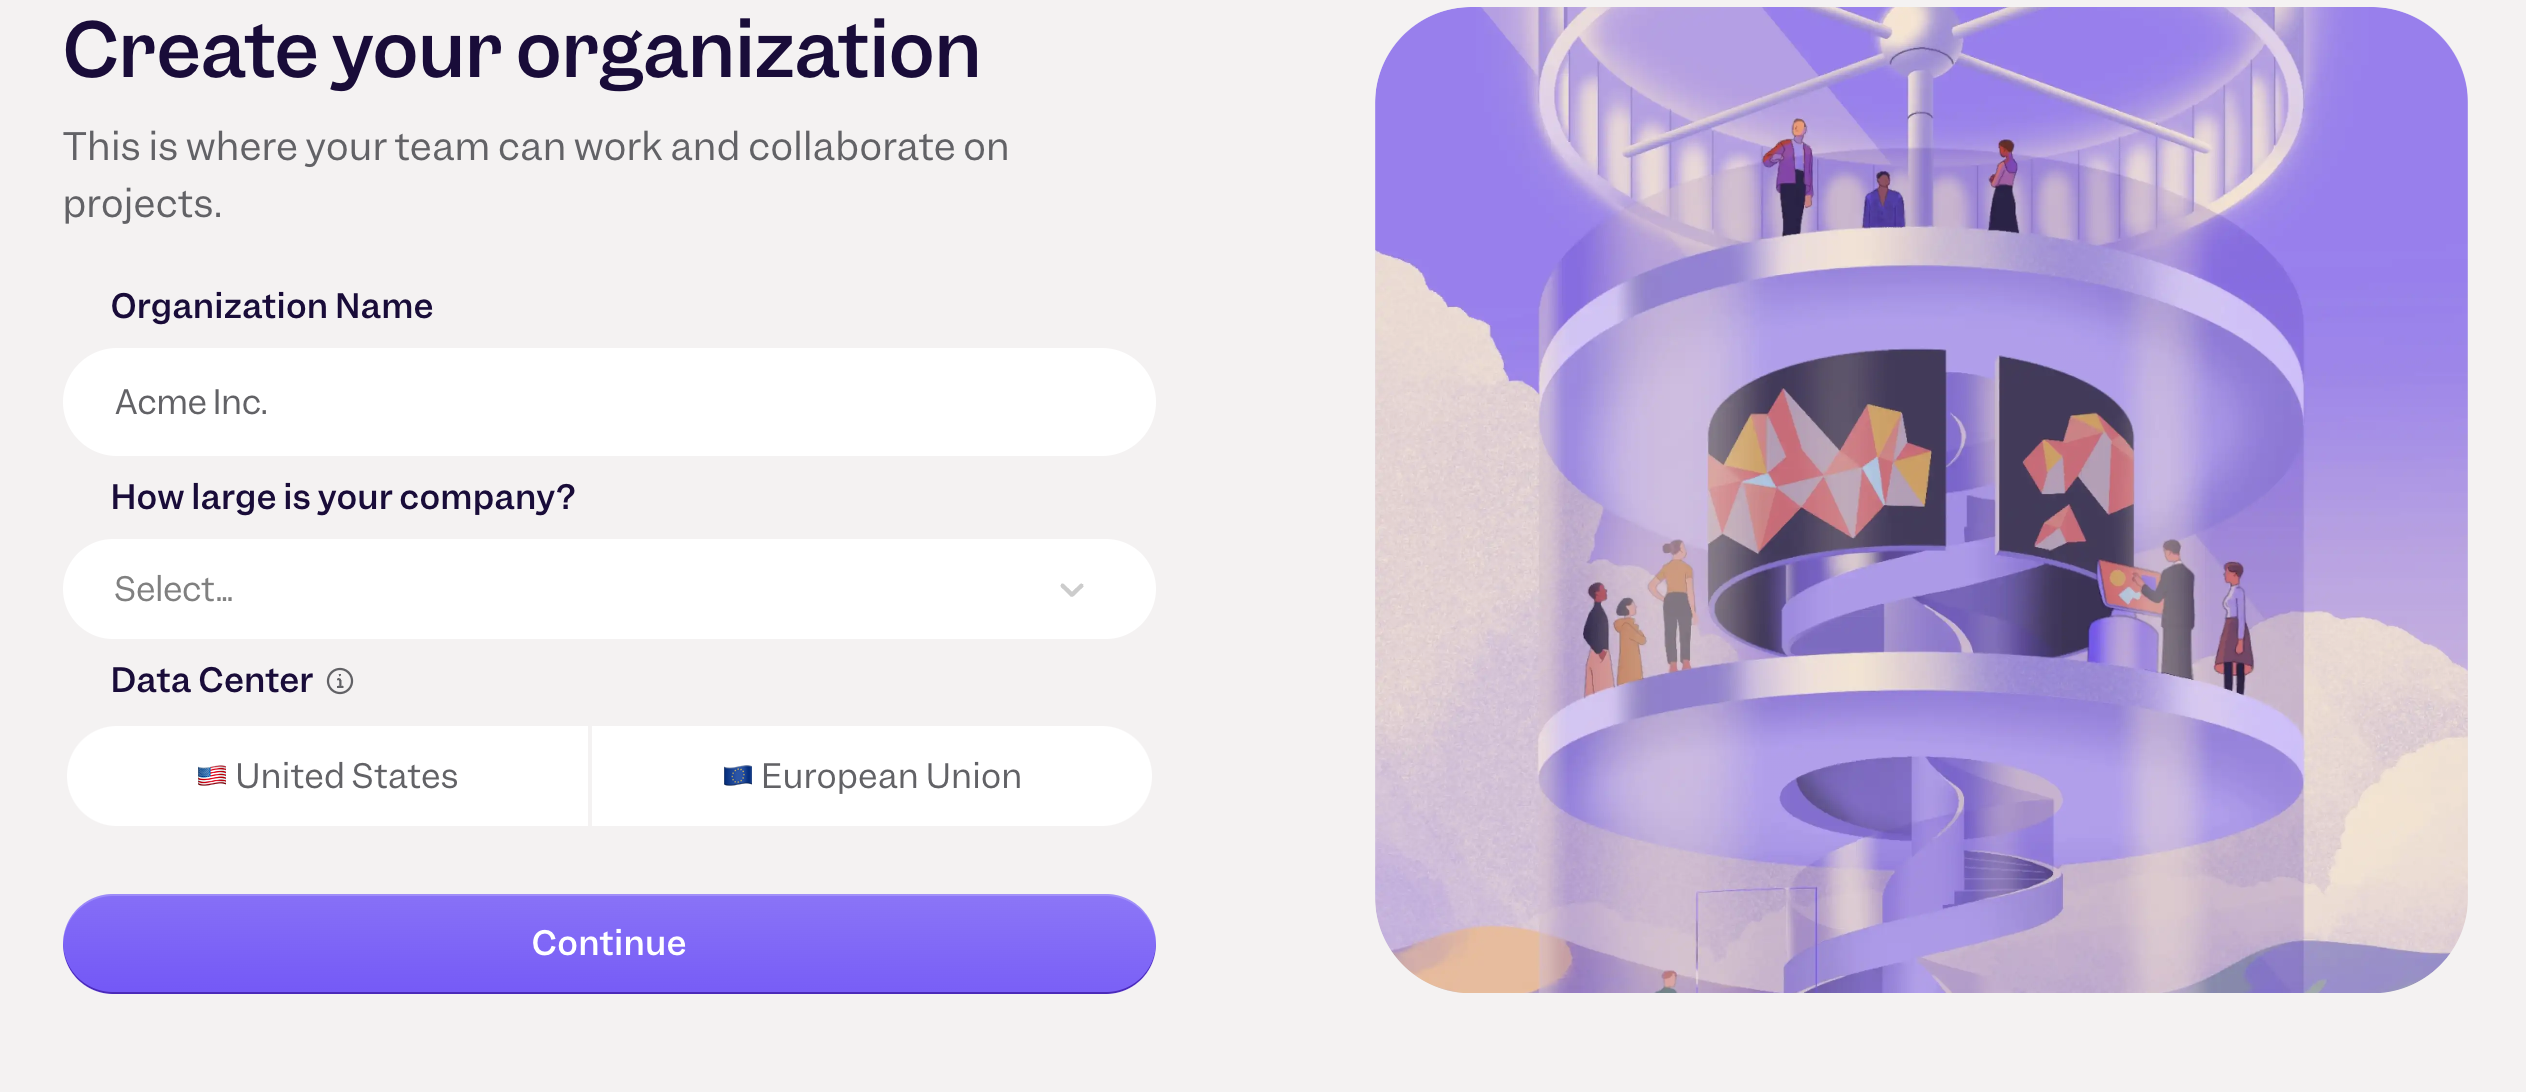 Create your organization
This is where your team can work and collaborate on
projects.
Organization Name
Acme Inc.
How large is your company?
Select...
Data Center
🇺🇸 United States
🇪🇺 European Union
Continue